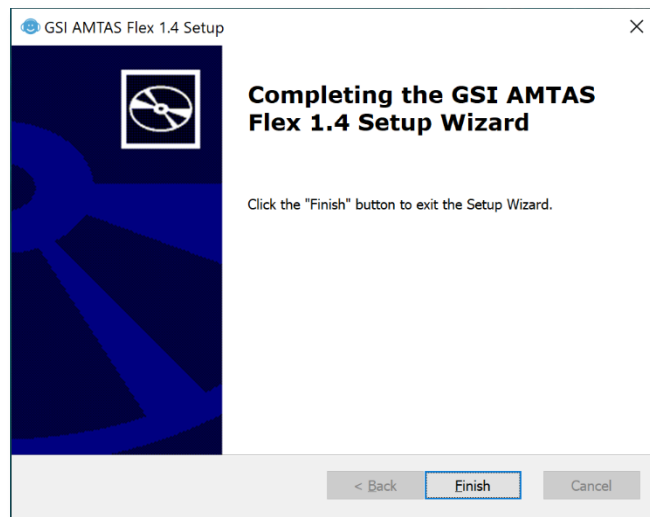 GSI AMTAS Flex 1.4 Setup
Completing the GSI AMTAS
Flex 1.4 Setup Wizard
Click the "Finish" button to exit the Setup Wizard.
< Back Finish Cancel